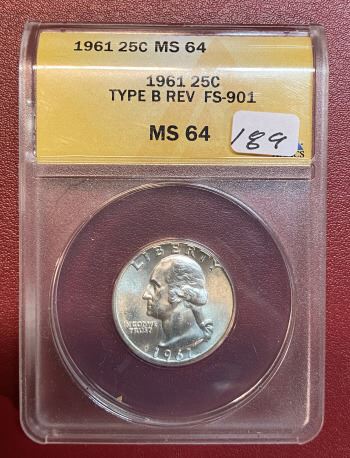 1961 25C MS 64
1961 25C
TYPE B REV FS-901
MS 64
189
LIBERTY
IN GOD WE
TRUST
1961